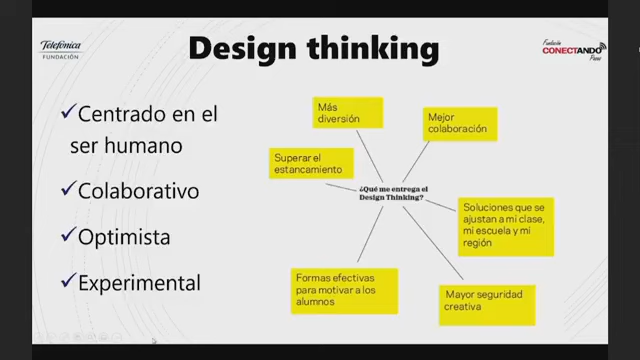 Telefónica
FUNDACIÓN
Design thinking
Fundación
CONECTANDO
Punos
✓Centrado en el
ser humano
✓Colaborativo
✓Optimista
✓Experimental
Más
diversión
Mejor
colaboración
Superar el
estancamiento
¿Qué me entrega el
Design Thinking?
Soluciones que se
ajustan a mi clase,
mi escuela y mi
región
Formas efectivas
para motivar a los
alumnos
Mayor seguridad
creativa